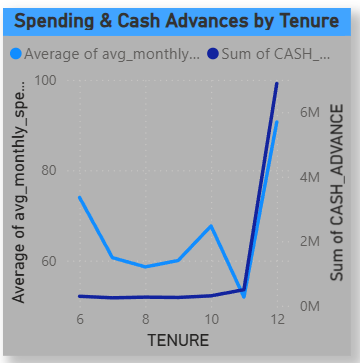 Spending & Cash Advances by Tenure
Average of avg_monthly... Sum of CASH_...
100
80
60
Average of avg_monthly_spe...
6M
4M
2M
0M
Sum of CASH_ADVANCE
6 8 10 12
TENURE